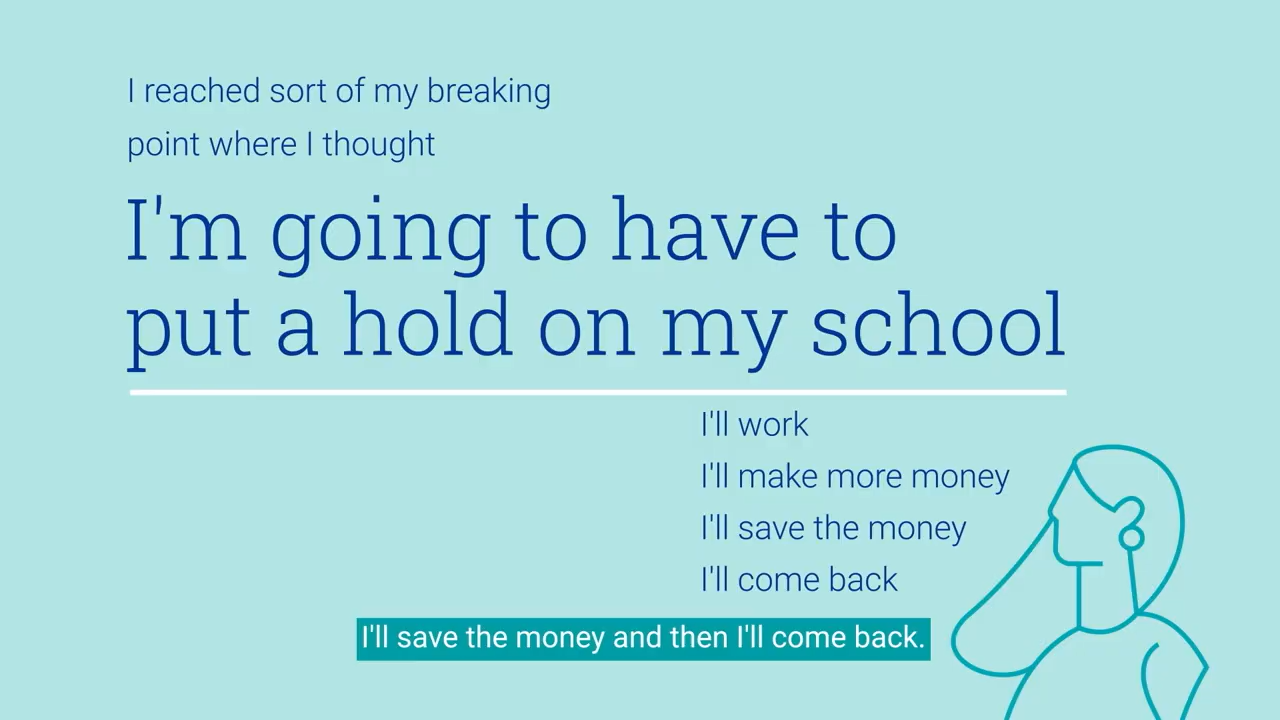 I reached sort of my breaking
point where I thought
I'm going to have to
put a hold on my school
I'll work
I'll make more money
I'll save the money
I'll come back
I'll save the money and then I'll come back.